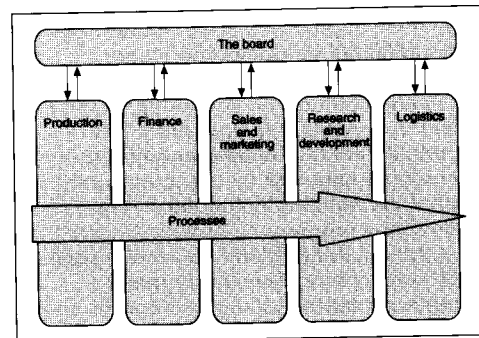 The board
Production
Finance
Sales
and
marketing
Research
and
development
Logistics
Processes